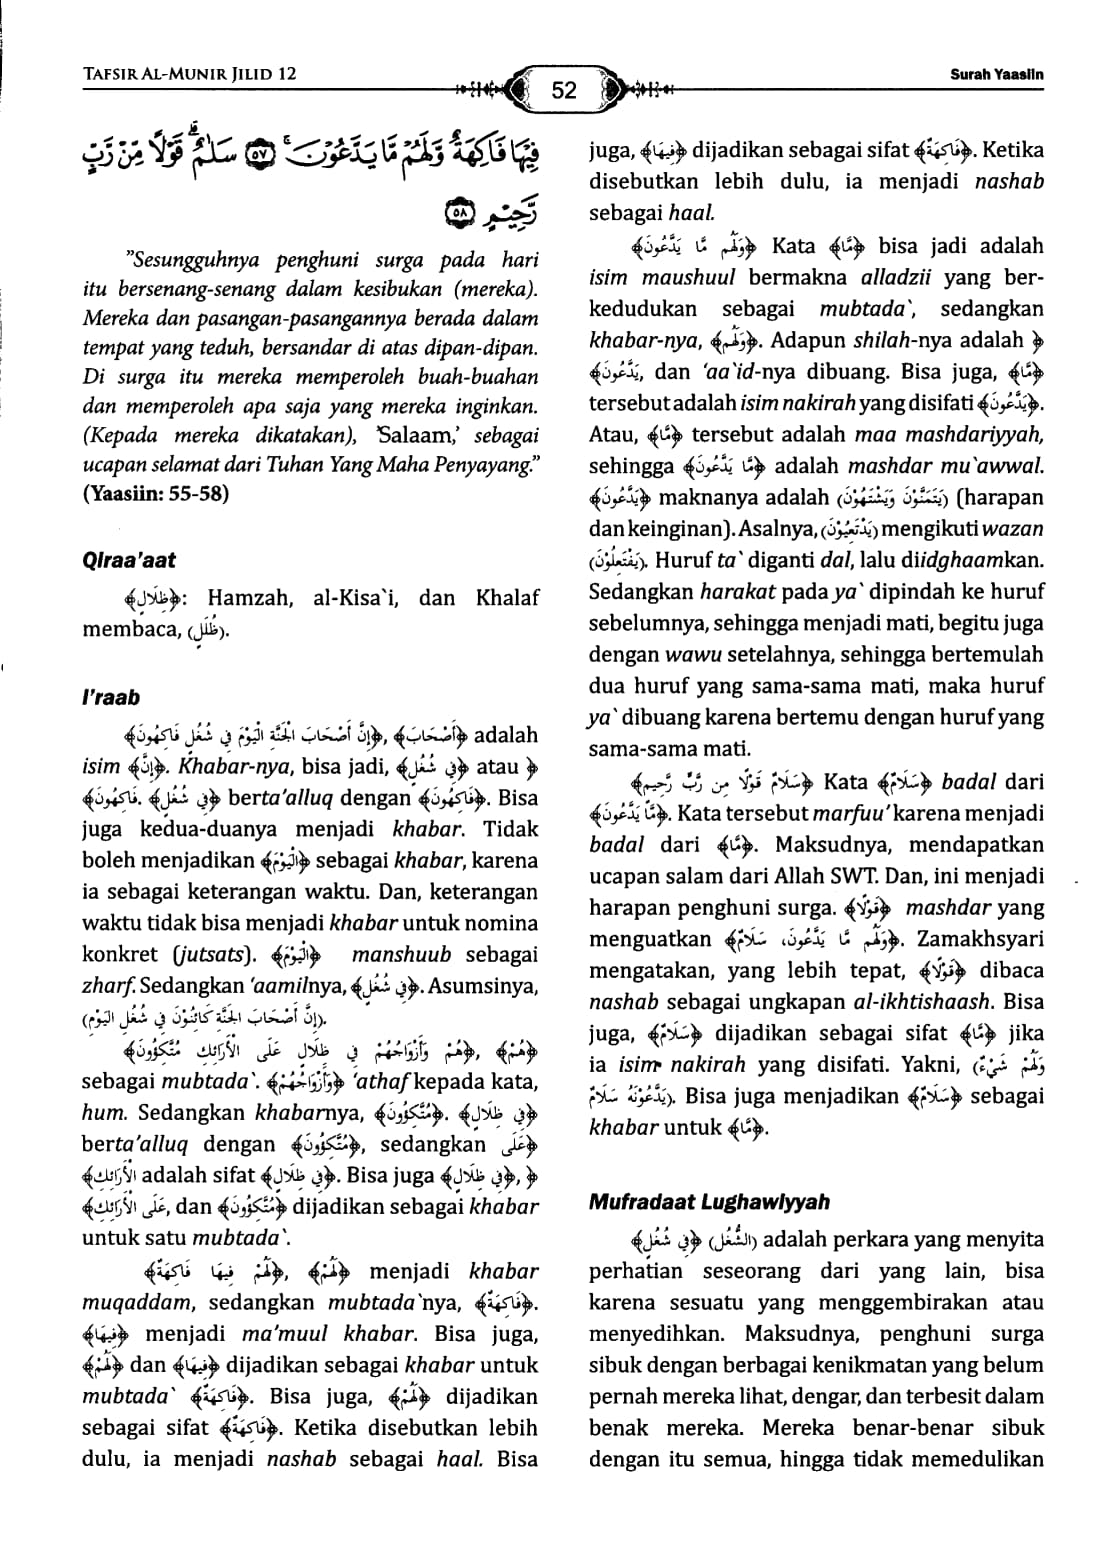 TAFSIR AL-MUNIR JILID 12
52
Surah Yaasiin
فِيهَا فَاكِهَةٌ وَلَهُمْ مَّا يَدَّعُونَ ۚ ٥٧ سَلَامٌ ۗ قَوْلًا مِّنْ رَّبٍّ
رَّحِيمٍ ٥٨
"Sesungguhnya penghuni surga pada hari
itu bersenang-senang dalam kesibukan (mereka).
Mereka dan pasangan-pasangannya berada dalam
tempat yang teduh, bersandar di atas dipan-dipan.
Di surga itu mereka memperoleh buah-buahan
dan memperoleh apa saja yang mereka inginkan.
(Kepada mereka dikatakan), 'Salaam,' sebagai
ucapan selamat dari Tuhan Yang Maha Penyayang."
(Yaasiin: 55-58)
Qiraa'aat
﴿ظِلَالٍ﴾: Hamzah, al-Kisa`i, dan Khalaf
membaca, (ظُلَلٍ).
I'raab
﴿إِنَّ أَصْحَابَ الْجَنَّةِ الْيَوْمَ فِي شُغُلٍ فَاكِهُونَ﴾, ﴿أَصْحَابَ﴾ adalah
isim ﴿إِنَّ﴾. Khabar-nya, bisa jadi, ﴿فِي شُغُلٍ﴾ atau ﴿
فَاكِهُونَ﴾. ﴿فِي شُغُلٍ﴾ berta'alluq dengan ﴿فَاكِهُونَ﴾. Bisa
juga kedua-duanya menjadi khabar. Tidak
boleh menjadikan ﴿الْيَوْمَ﴾ sebagai khabar, karena
ia sebagai keterangan waktu. Dan, keterangan
waktu tidak bisa menjadi khabar untuk nomina
konkret (jutsats). ﴿الْيَوْمَ﴾ manshuub sebagai
zharf. Sedangkan 'aamilnya, ﴿فِي شُغُلٍ﴾. Asumsinya,
(إِنَّ أَصْحَابَ الْجَنَّةِ كَائِنُوْنَ فِي شُغُلٍ الْيَوْمَ).
﴿هُمْ وَأَزْوَاجُهُمْ فِي ظِلَالٍ عَلَى الْأَرَائِكِ مُتَّكِؤُونَ﴾, ﴿هُمْ﴾
sebagai mubtada`. ﴿وَأَزْوَاجُهُمْ﴾ 'athaf kepada kata,
hum. Sedangkan khabarnya, ﴿مُتَّكِؤُونَ﴾. ﴿فِي ظِلَالٍ﴾
berta'alluq dengan ﴿مُتَّكِؤُونَ﴾, sedangkan ﴿عَلَى
الْأَرَائِكِ﴾ adalah sifat ﴿فِي ظِلَالٍ﴾. Bisa juga ﴿فِي ظِلَالٍ﴾, ﴿
عَلَى الْأَرَائِكِ﴾, dan ﴿مُتَّكِؤُونَ﴾ dijadikan sebagai khabar
untuk satu mubtada`.
﴿لَهُمْ فِيهَا فَاكِهَةٌ﴾, ﴿لَهُمْ﴾ menjadi khabar
muqaddam, sedangkan mubtada`nya, ﴿فَاكِهَةٌ﴾.
﴿فِيهَا﴾ menjadi ma'muul khabar. Bisa juga,
﴿لَهُمْ﴾ dan ﴿فِيهَا﴾ dijadikan sebagai khabar untuk
mubtada` ﴿فَاكِهَةٌ﴾. Bisa juga, ﴿لَهُمْ﴾ dijadikan
sebagai sifat ﴿فَاكِهَةٌ﴾. Ketika disebutkan lebih
dulu, ia menjadi nashab sebagai haal. Bisa
juga, ﴿فِيهَا﴾ dijadikan sebagai sifat ﴿فَاكِهَةٌ﴾. Ketika
disebutkan lebih dulu, ia menjadi nashab
sebagai haal.
﴿وَلَهُم مَّا يَدَّعُونَ﴾ Kata ﴿مَّا﴾ bisa jadi adalah
isim maushuul bermakna alladzii yang ber-
kedudukan sebagai mubtada`, sedangkan
khabar-nya, ﴿وَلَهُم﴾. Adapun shilah-nya adalah ﴿
يَدَّعُونَ﴾, dan 'aa`id-nya dibuang. Bisa juga, ﴿مَّا﴾
tersebut adalah isim nakirah yang disifati ﴿يَدَّعُونَ﴾.
Atau, ﴿مَّا﴾ tersebut adalah maa mashdariyyah,
sehingga ﴿مَّا يَدَّعُونَ﴾ adalah mashdar mu`awwal.
﴿يَدَّعُونَ﴾ maknanya adalah (يَتَمَنَّوْنَ وَيَشْتَهُوْنَ) (harapan
dan keinginan). Asalnya, (يَدْتَعِيُوْنَ) mengikuti wazan
(يَفْتَعِلُوْنَ). Huruf ta` diganti dal, lalu diidghaamkan.
Sedangkan harakat pada ya` dipindah ke huruf
sebelumnya, sehingga menjadi mati, begitu juga
dengan wawu setelahnya, sehingga bertemulah
dua huruf yang sama-sama mati, maka huruf
ya` dibuang karena bertemu dengan huruf yang
sama-sama mati.
﴿سَلَامٌ قَوْلًا مِن رَّبٍّ رَّحِيمٍ﴾ Kata ﴿سَلَامٌ﴾ badal dari
﴿مَّا يَدَّعُونَ﴾. Kata tersebut marfuu' karena menjadi
badal dari ﴿مَّا﴾. Maksudnya, mendapatkan
ucapan salam dari Allah SWT. Dan, ini menjadi
harapan penghuni surga. ﴿قَوْلًا﴾ mashdar yang
menguatkan ﴿وَلَهُم مَّا يَدَّعُونَ، سَلَامٌ﴾. Zamakhsyari
mengatakan, yang lebih tepat, ﴿قَوْلًا﴾ dibaca
nashab sebagai ungkapan al-ikhtishaash. Bisa
juga, ﴿سَلَامٌ﴾ dijadikan sebagai sifat ﴿مَّا﴾ jika
ia isim nakirah yang disifati. Yakni, (وَلَهُمْ شَيْءٌ
يَدَّعُوْنَهُ سَلَامٌ). Bisa juga menjadikan ﴿سَلَامٌ﴾ sebagai
khabar untuk ﴿مَّا﴾.
Mufradaat Lughawiyyah
﴿فِي شُغُلٍ﴾ (الشُّغُل) adalah perkara yang menyita
perhatian seseorang dari yang lain, bisa
karena sesuatu yang menggembirakan atau
menyedihkan. Maksudnya, penghuni surga
sibuk dengan berbagai kenikmatan yang belum
pernah mereka lihat, dengar, dan terbesit dalam
benak mereka. Mereka benar-benar sibuk
dengan itu semua, hingga tidak memedulikan